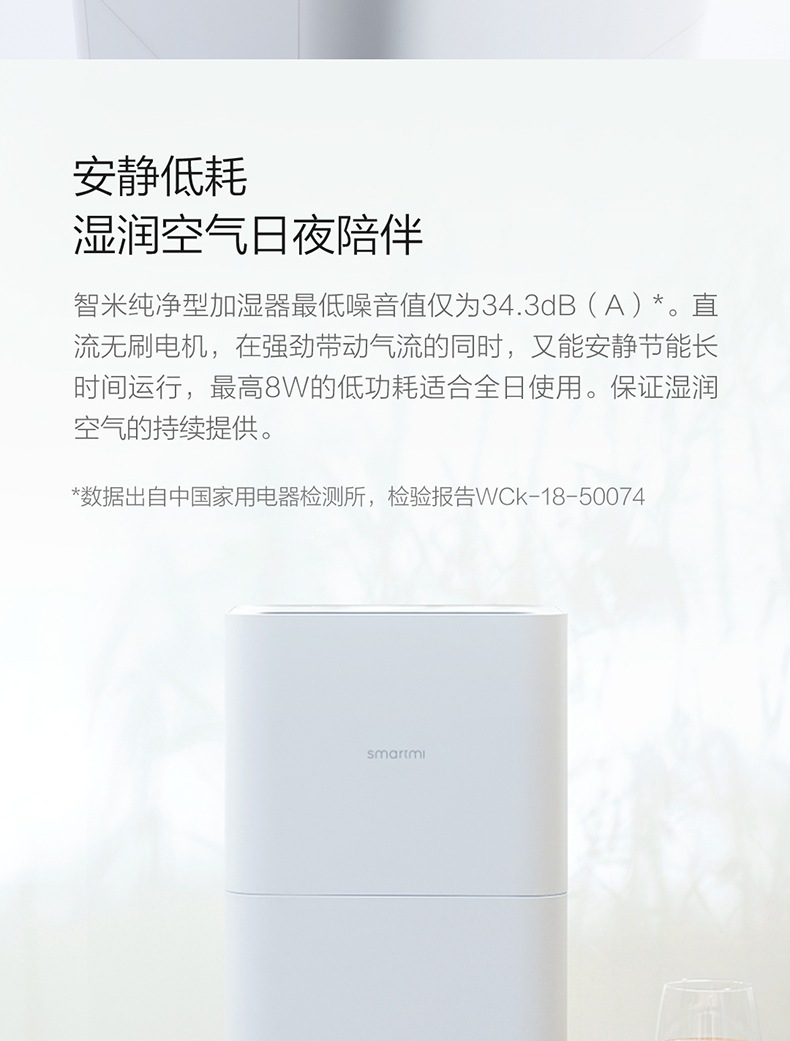 安静低耗
湿润空气日夜陪伴
智米纯净型加湿器最低噪音值仅为34.3dB（A）*。直
流无刷电机，在强劲带动气流的同时，又能安静节能长
时间运行，最高8W的低功耗适合全日使用。保证湿润
空气的持续提供。
*数据出自中国家用电器检测所，检验报告WCk-18-50074
smartmi